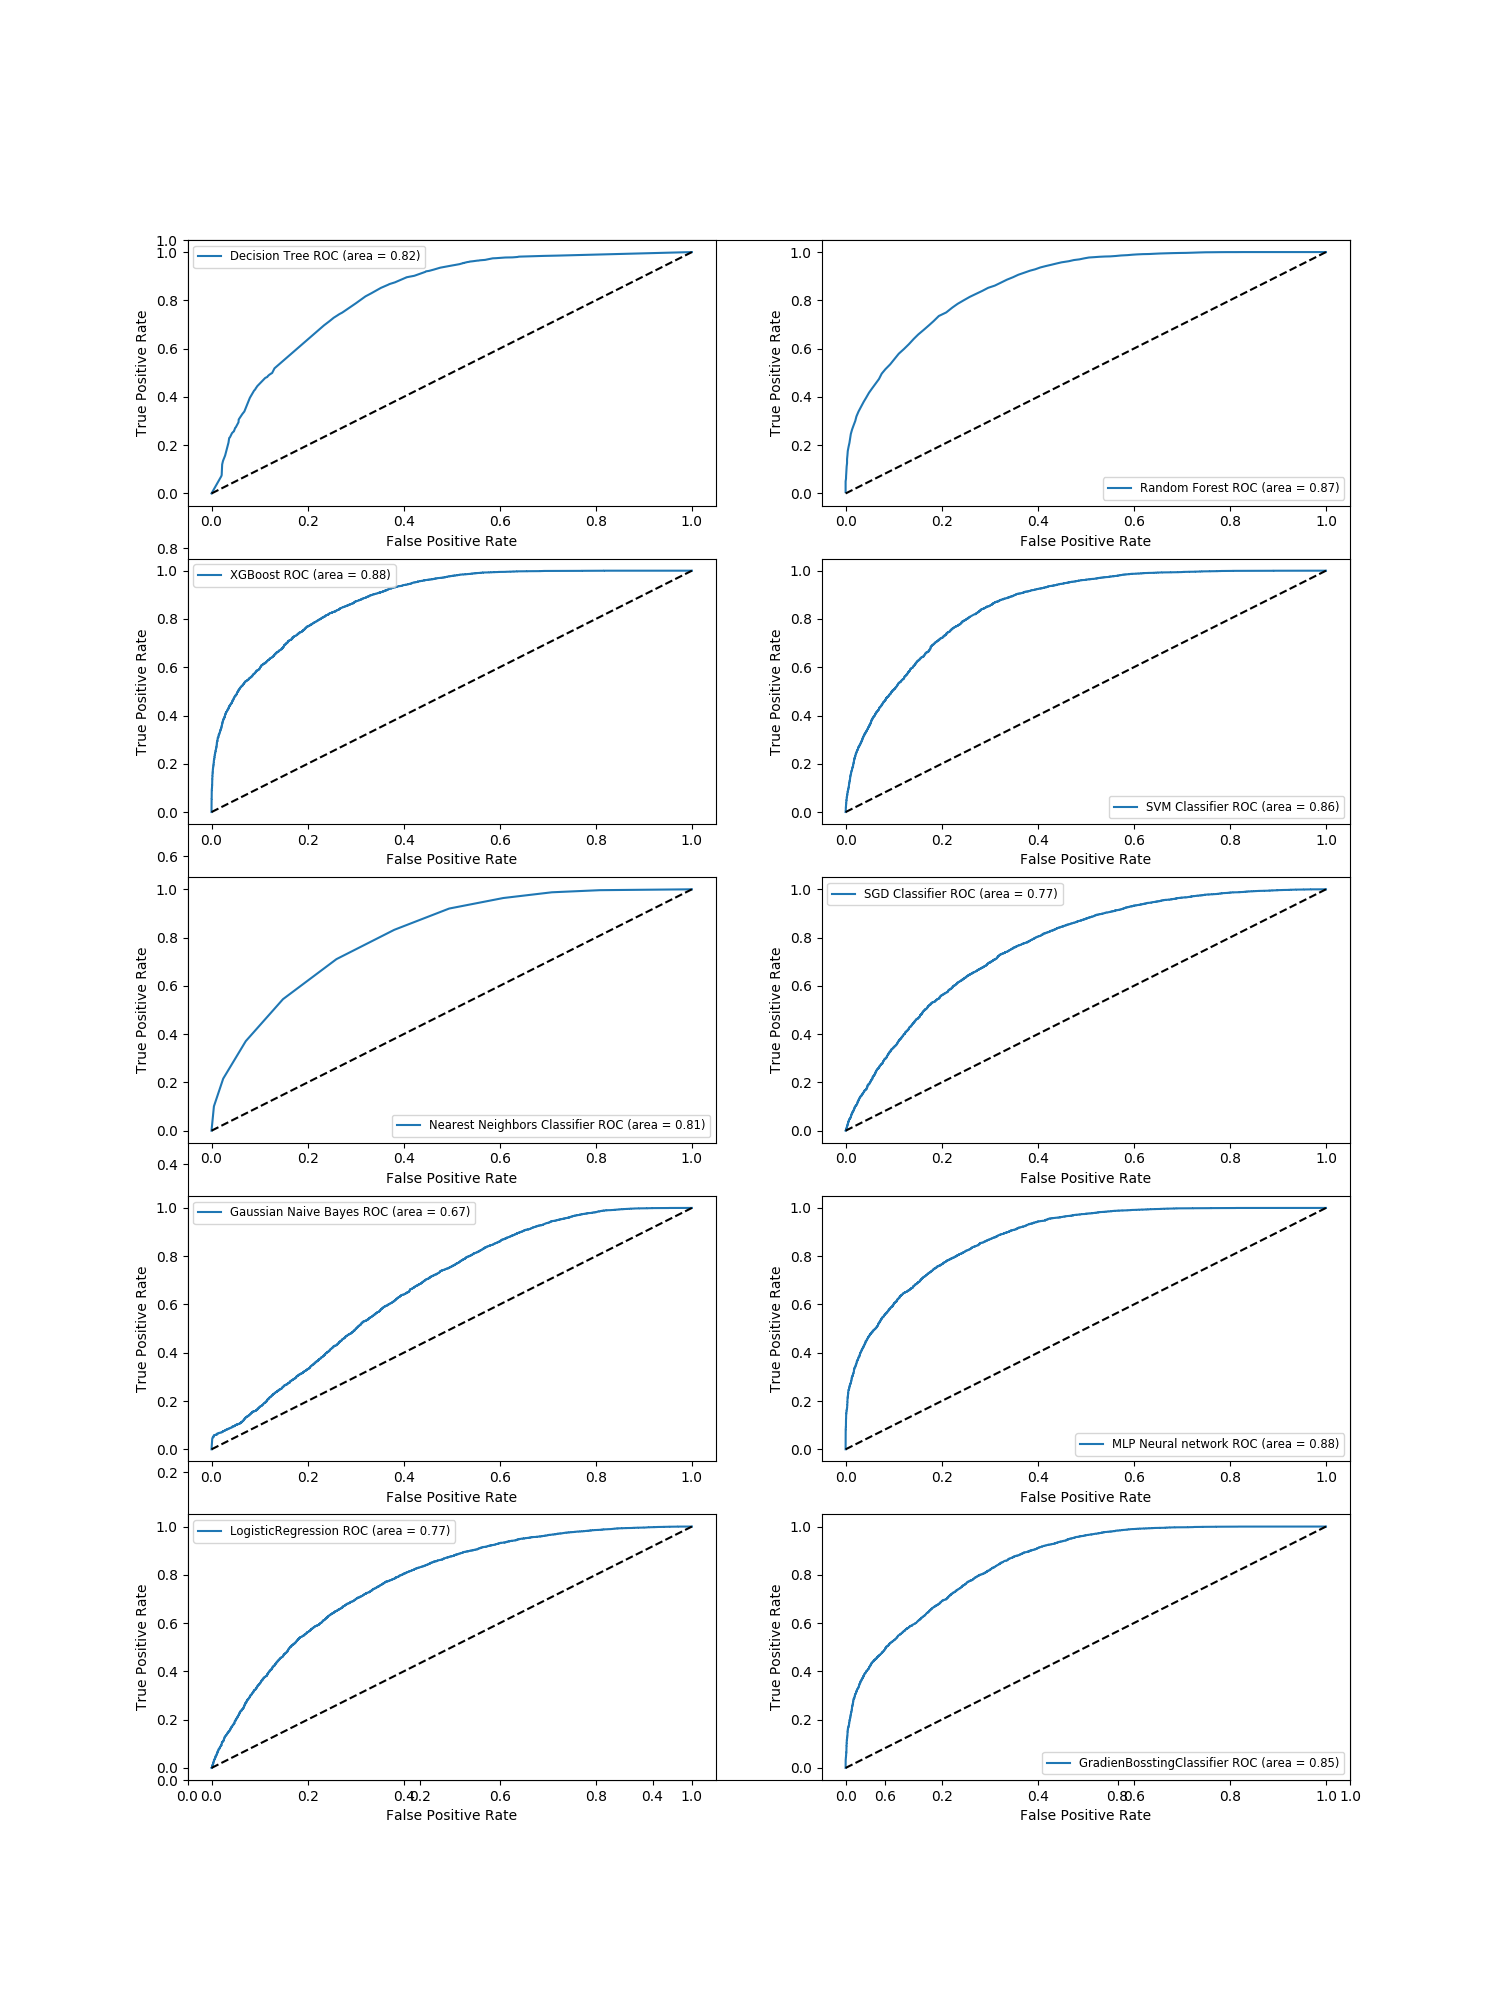 1.0
1.0
0.8
0.6
0.4
0.2
0.0
True Positive Rate
Decision Tree ROC (area = 0.82)
0.0 0.2 0.4 0.6 0.8 1.0
False Positive Rate
1.0
0.8
0.6
0.4
0.2
0.0
True Positive Rate
Random Forest ROC (area = 0.87)
0.0 0.2 0.4 0.6 0.8 1.0
False Positive Rate
0.8
1.0
0.8
0.6
0.4
0.2
0.0
True Positive Rate
XGBoost ROC (area = 0.88)
0.0 0.2 0.4 0.6 0.8 1.0
False Positive Rate
1.0
0.8
0.6
0.4
0.2
0.0
True Positive Rate
SVM Classifier ROC (area = 0.86)
0.0 0.2 0.4 0.6 0.8 1.0
False Positive Rate
0.6
1.0
0.8
0.6
0.4
0.2
0.0
True Positive Rate
Nearest Neighbors Classifier ROC (area = 0.81)
0.0 0.2 0.4 0.6 0.8 1.0
False Positive Rate
1.0
0.8
0.6
0.4
0.2
0.0
True Positive Rate
SGD Classifier ROC (area = 0.77)
0.0 0.2 0.4 0.6 0.8 1.0
False Positive Rate
0.4
1.0
0.8
0.6
0.4
0.2
0.0
True Positive Rate
Gaussian Naive Bayes ROC (area = 0.67)
0.0 0.2 0.4 0.6 0.8 1.0
False Positive Rate
1.0
0.8
0.6
0.4
0.2
0.0
True Positive Rate
MLP Neural network ROC (area = 0.88)
0.0 0.2 0.4 0.6 0.8 1.0
False Positive Rate
0.2
1.0
0.8
0.6
0.4
0.2
0.0
0.0
True Positive Rate
LogisticRegression ROC (area = 0.77)
0.0 0.0 0.2 0.4 0.2 0.6 0.8 0.4 1.0
False Positive Rate
1.0
0.8
0.6
0.4
0.2
0.0
True Positive Rate
GradienBosstingClassifier ROC (area = 0.85)
0.0 0.6 0.2 0.4 0.8 0.6 0.8 1.0 1.0
False Positive Rate